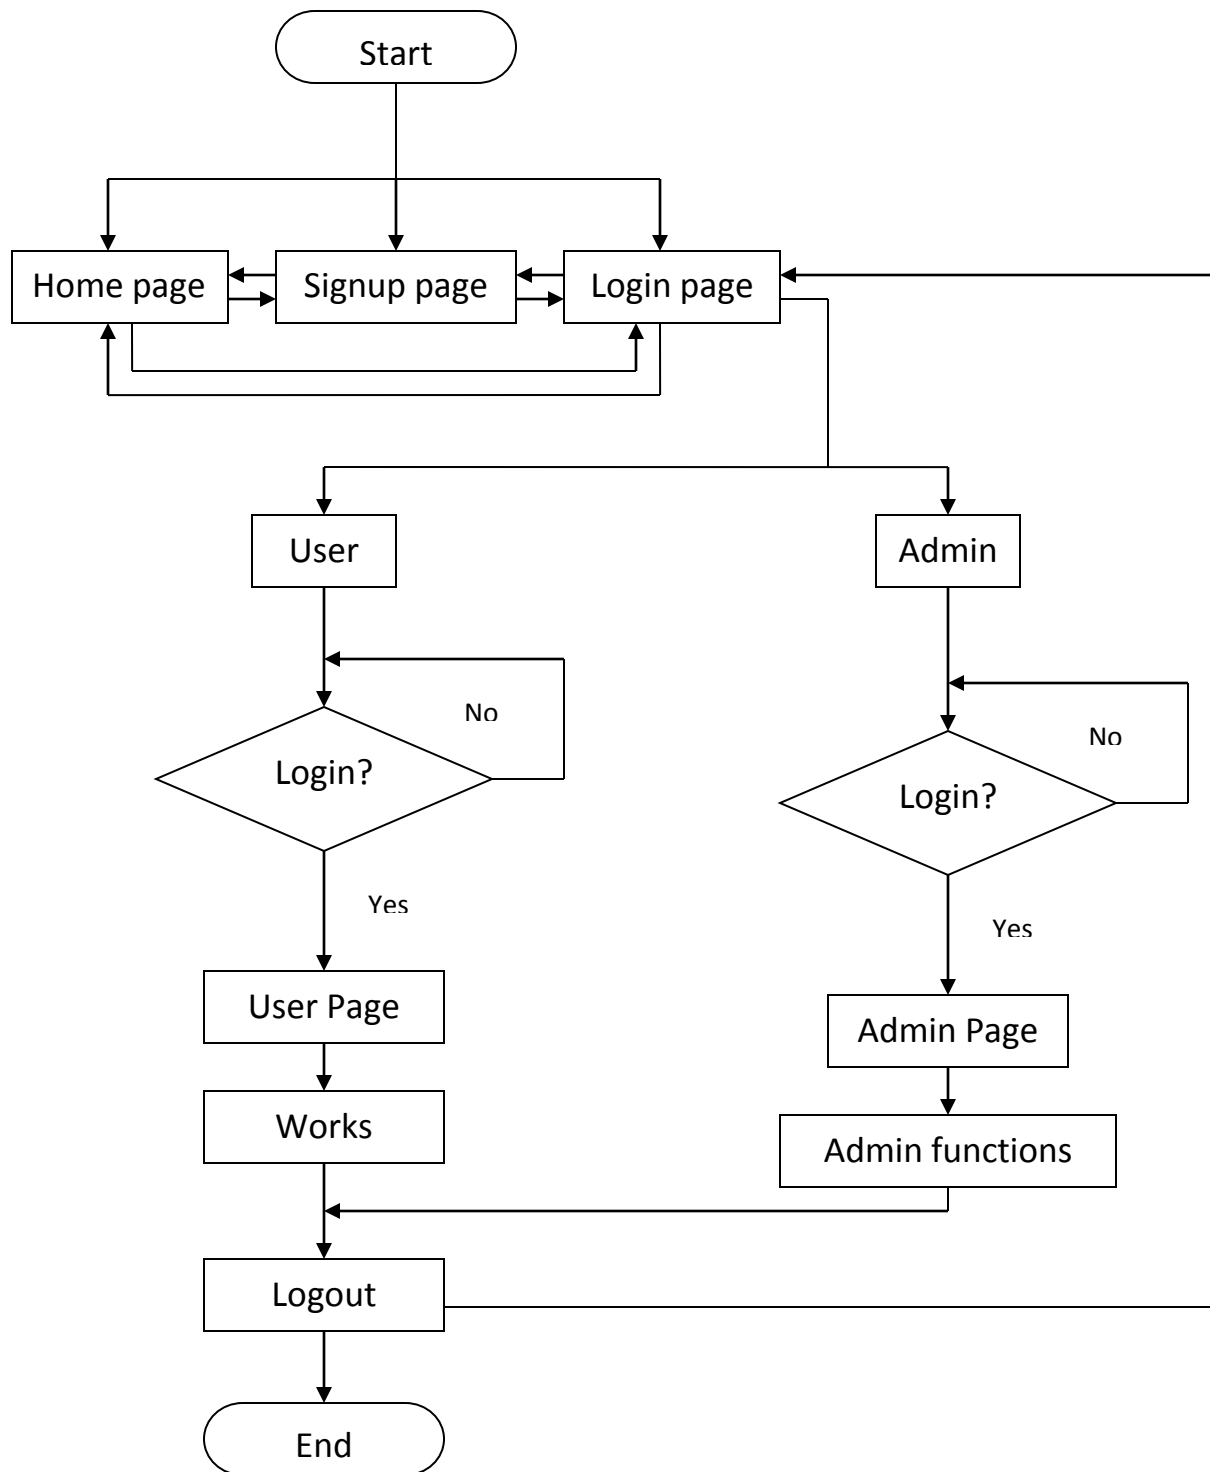 Start
Home page
Signup page
Login page
User
Admin
No
No
Login?
Login?
Yes
Yes
User Page
Admin Page
Works
Admin functions
Logout
End